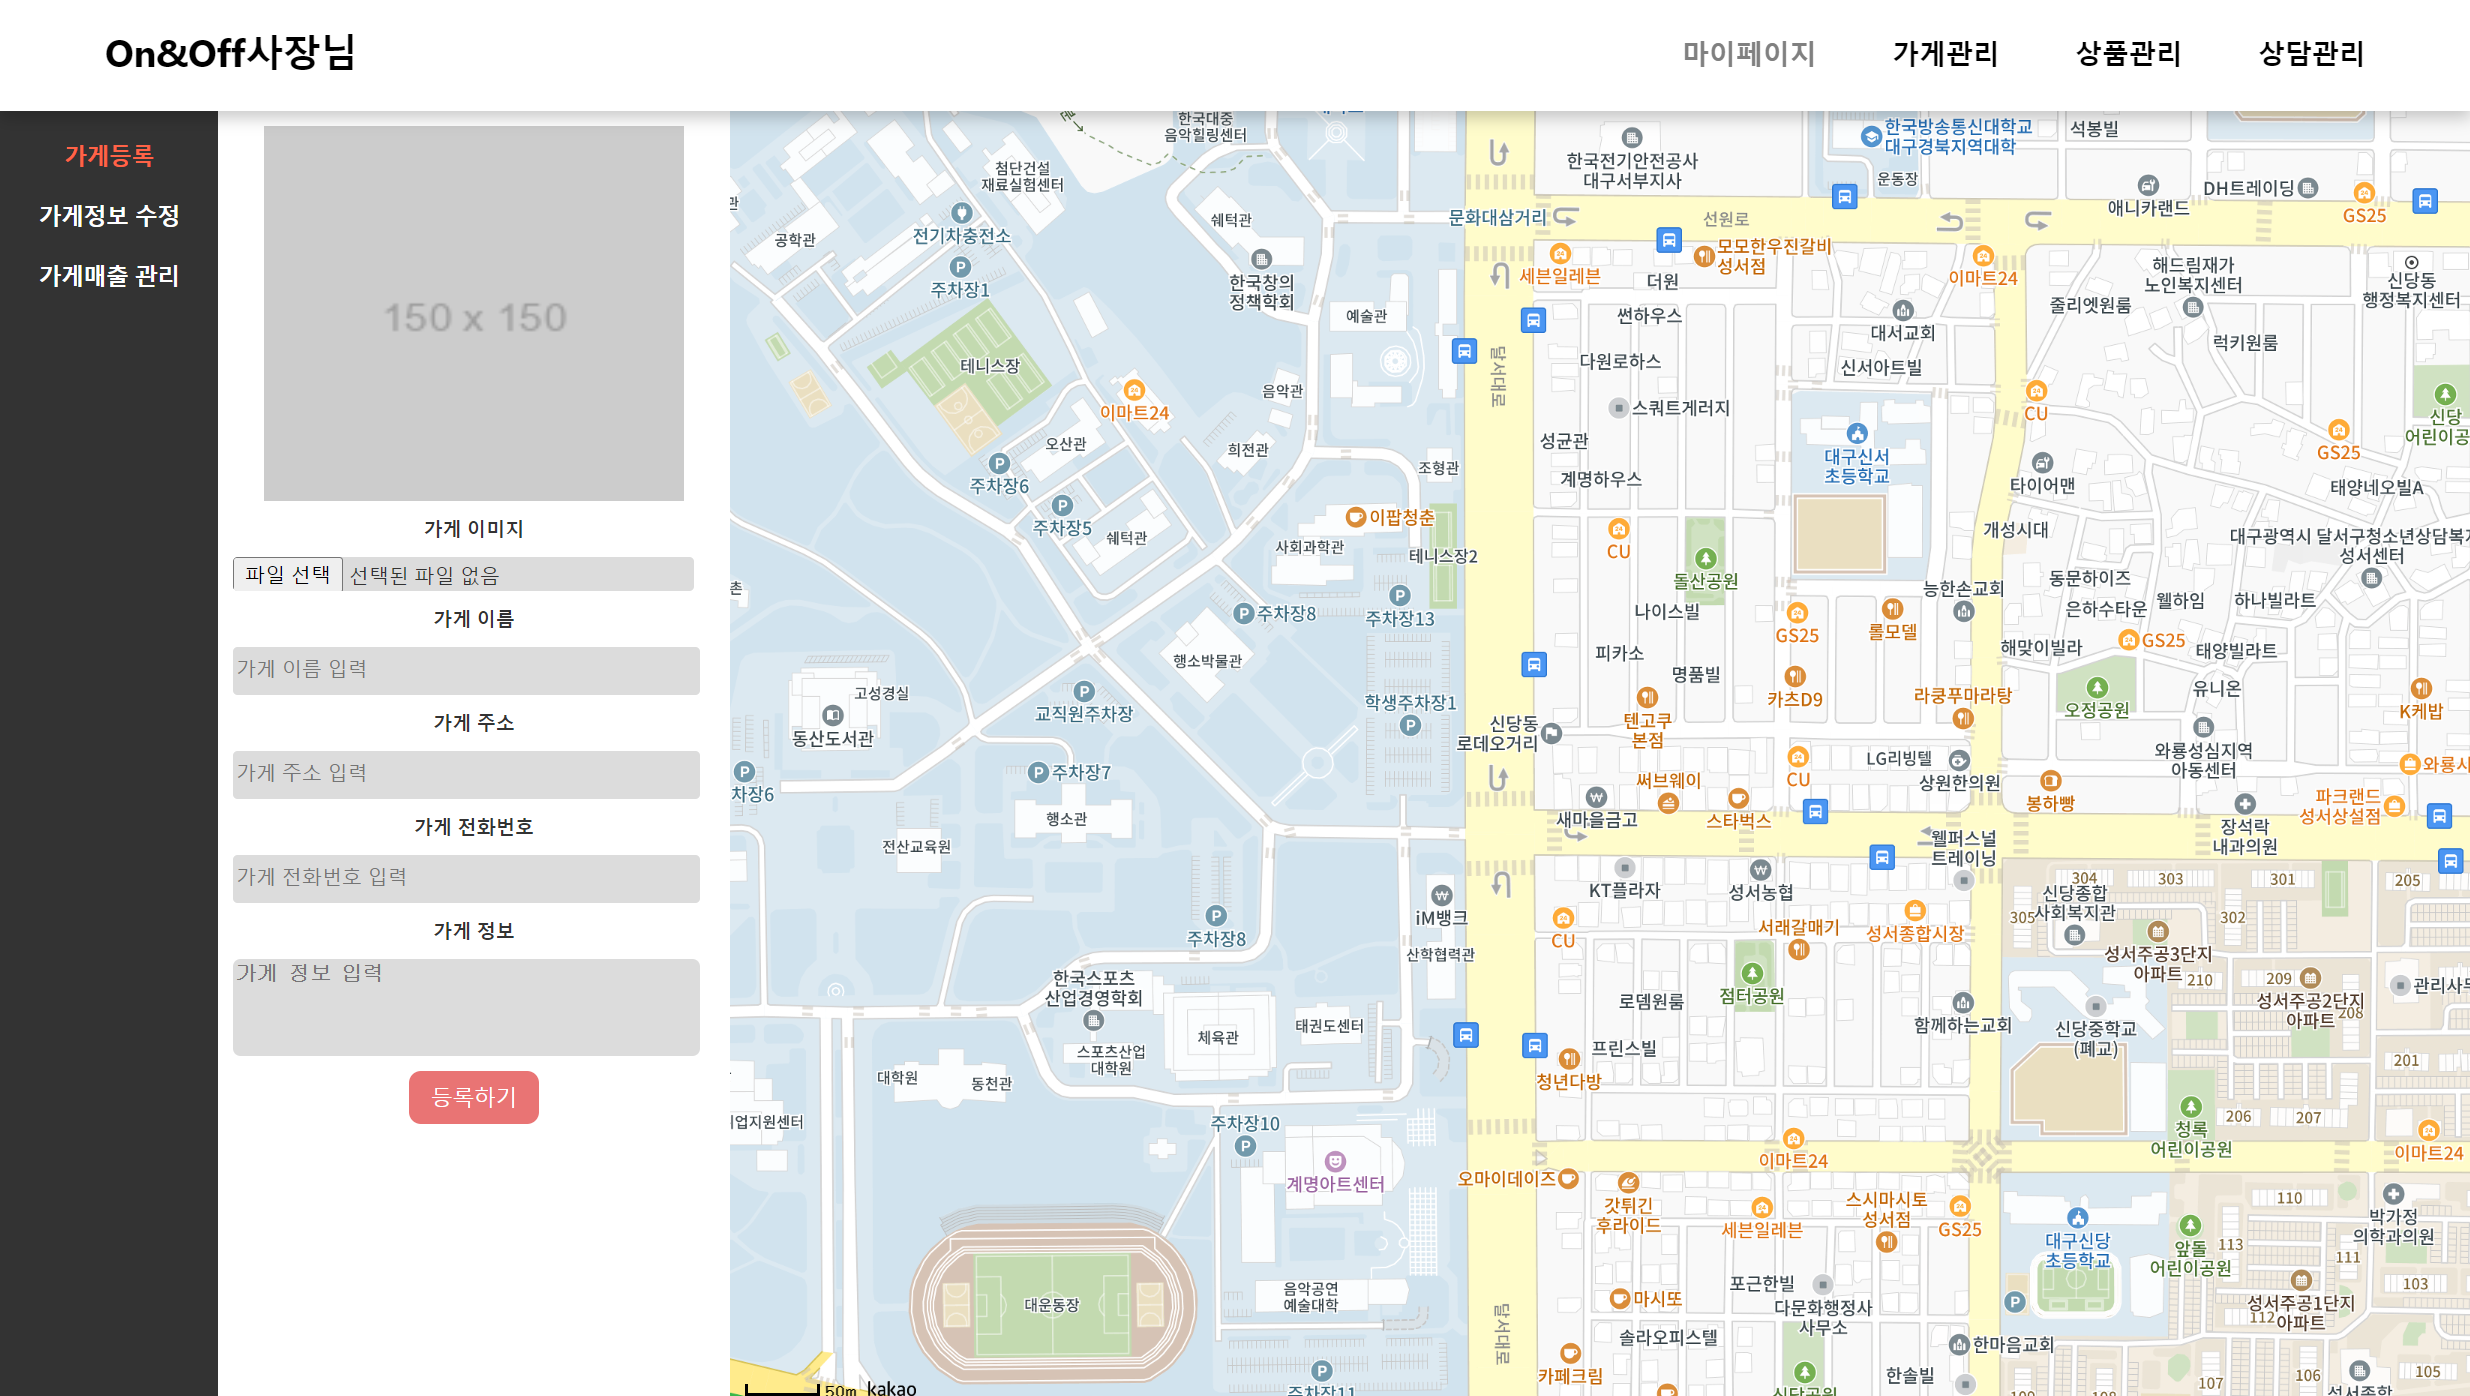 On&Off사장님
마이페이지
가게관리
상품관리
상담관리
가게등록
가게정보 수정
가게매출 관리
150 x 150
가게 이미지
파일 선택 선택된 파일 없음
가게 이름
가게 이름 입력
가게 주소
가게 주소 입력
가게 전화번호
가게 전화번호 입력
가게 정보
가게 정보 입력
등록하기
한국대중
음악힐링센터
첨단건설
재료실험센터
공학관
전기차충전소
주차장1
쉐턱관
한국창의
정책학회
예술관
테니스장
이마트24
음악관
오산관
희전관
조형관
주차장6
주차장5
쉐턱관
이팝청춘
사회과학관
테니스장2
주차장8
주차장13
행소박물관
고성경실
동산도서관
교직원주차장
학생주차장1
주차장7
차장6
행소관
전산교육원
iM뱅크
산학협력관
주차장8
한국스포츠
산업경영학회
체육관
태권도센터
스포츠산업
대학원
대학원
동천관
업지원센터
주차장10
계명아트센터
음악공연
예술대학
대운동장
주차장11
50m kakao
한국전기안전공사
대구서부지사
한국방송통신대학교
대구경북지역대학
운동장
석봉빌
DH트레이딩
애니카랜드
GS25
문화대삼거리
선원로
세븐일레븐
모모한우진갈비
성서점
더원
이마트24
해드림재가
노인복지센터
신당동
행정복지센터
줄리엣원룸
썬하우스
대서교회
럭키원룸
달서대로
다원로하스
신서아트빌
스쿼트게러지
CU
신당
어린이공
성균관
GS25
대구신서
초등학교
계명하우스
타이어맨
태양네오빌A
개성시대
CU
대구광역시 달서구청소년상담복지
성서센터
돌산공원
동문하이즈
능한손교회
웰하임
하나빌라트
은하수타운
나이스빌
GS25
롤모델
GS25
해맞이빌라
태양빌라트
피카소
명품빌
카츠D9
라쿵푸마라탕
유니온
오정공원
K케밥
텐고쿠
본점
신당동
로데오거리
와룡성심지역
아동센터
LG리빙텔
상원한의원
와룡시
써브웨이
CU
봉하빵
파크랜드
성서상설점
새마을금고
스타벅스
장석락
내과의원
웰퍼스널
트레이닝
KT플라자
성서농협
304
303
301
205
신당종합
사회복지관
305
302
CU
서래갈매기
성서종합시장
성서주공3단지
아파트
210
209
성서주공2단지
아파트
208
관리사무
점터공원
로뎀원룸
함께하는교회
신당중학교
(폐교)
프린스빌
청년다방
201
206
207
청록
어린이공원
이마트24
이마트24
오마이데이즈
갓튀긴
후라이드
세븐일레븐
스시마시토
성서점
GS25
110
박가정
의학과의원
대구신당
초등학교
앞돌
어린이공원
113
111
포근한빌
103
마시또
다문화행정사
사무소
성서주공1단지
아파트
112
달서대로
솔라오피스텔
한마음교회
카페크림
한솔빌
신당공원
107
106
105